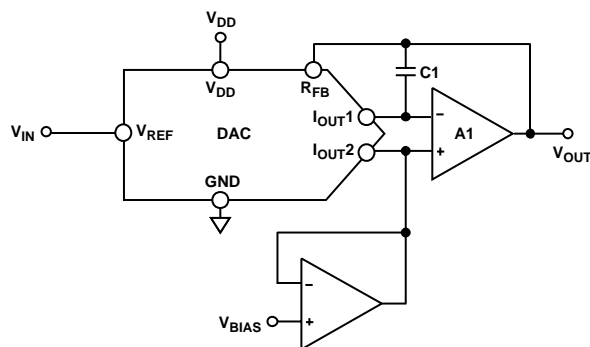 VDD
VDD
RFB
C1
IOUT1
VIN
VREF
DAC
−
A1
IOUT2
+
VOUT
GND
−
VBIAS
+